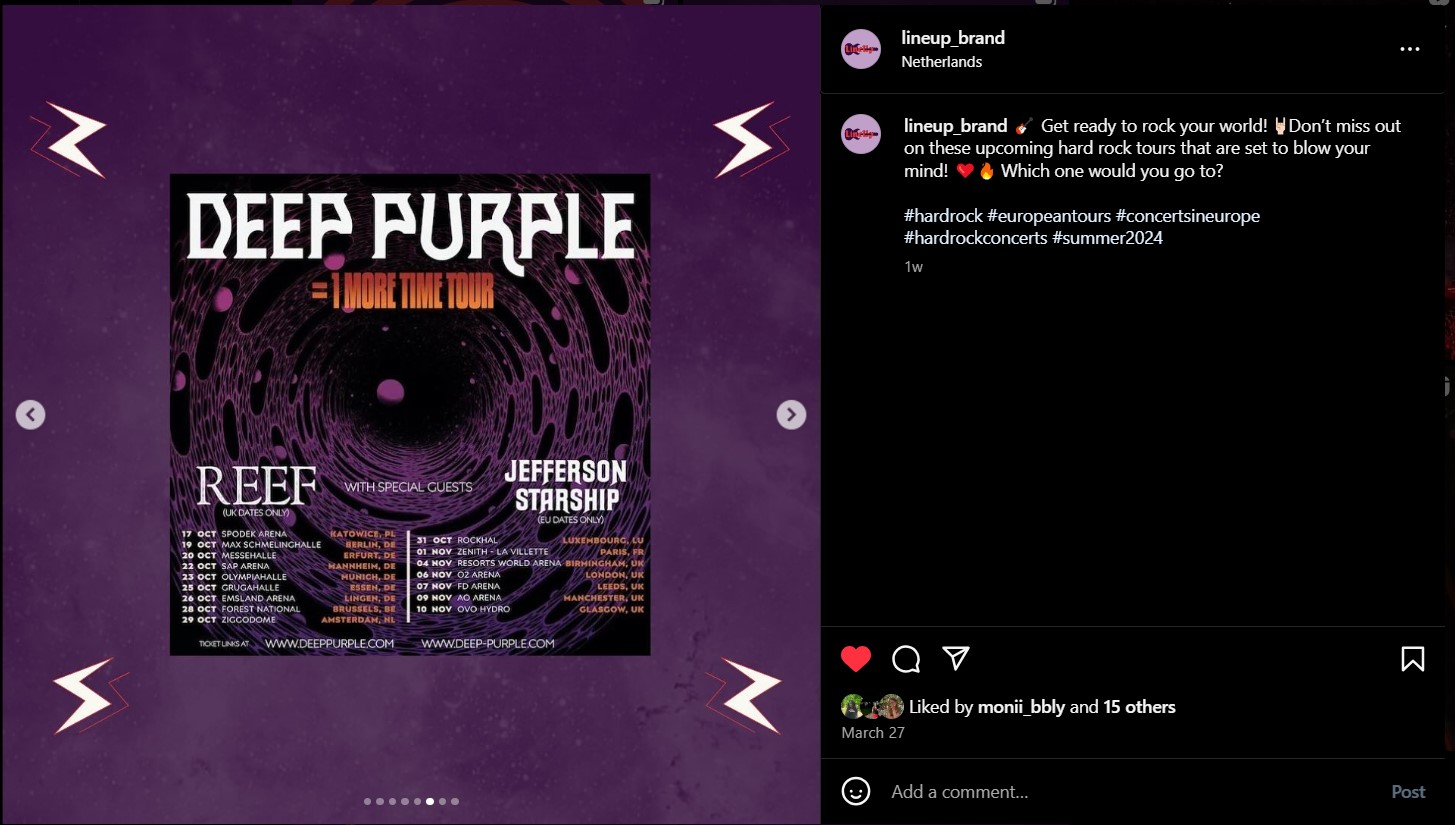 DEEP PURPLE
= 1 MORE TIME TOUR
REEF
(UK DATES ONLY)
WITH SPECIAL GUESTS
JEFFERSON
STARSHIP
(EU DATES ONLY)
17 OCT SPODEK ARENA KATOWICE, PL
19 OCT MAX SCHMELINGHALLE BERLIN, DE
20 OCT MESSEHALLE ERFURT, DE
22 OCT SAP ARENA MANNHEIM, DE
23 OCT OLYMPIAHALLE MUNICH, DE
25 OCT GRUGAHALLE ESSEN, DE
26 OCT EMSLAND ARENA LINGEN, DE
28 OCT FOREST NATIONAL BRUSSELS, BE
29 OCT ZIGGODOME AMSTERDAM, NL
31 OCT ROCKHAL LUXEMBOURG, LU
01 NOV ZENITH - LA VILLETTE PARIS, FR
04 NOV RESORTS WORLD ARENA BIRMINGHAM, UK
06 NOV O2 ARENA LONDON, UK
07 NOV FD ARENA LEEDS, UK
09 NOV AO ARENA MANCHESTER, UK
10 NOV OVO HYDRO GLASGOW, UK
TICKET LINKS AT WWW.DEEPPURPLE.COM WWW.DEEP-PURPLE.COM
lineup_brand
Netherlands
lineup_brand 🎸 Get ready to rock your world! 🤘🏻Don’t miss out
on these upcoming hard rock tours that are set to blow your
mind! ❤️🔥 Which one would you go to?
#hardrock #europeantours #concertsineurope
#hardrockconcerts #summer2024
1w
Liked by monii_bbly and 15 others
March 27
Add a comment...
Post